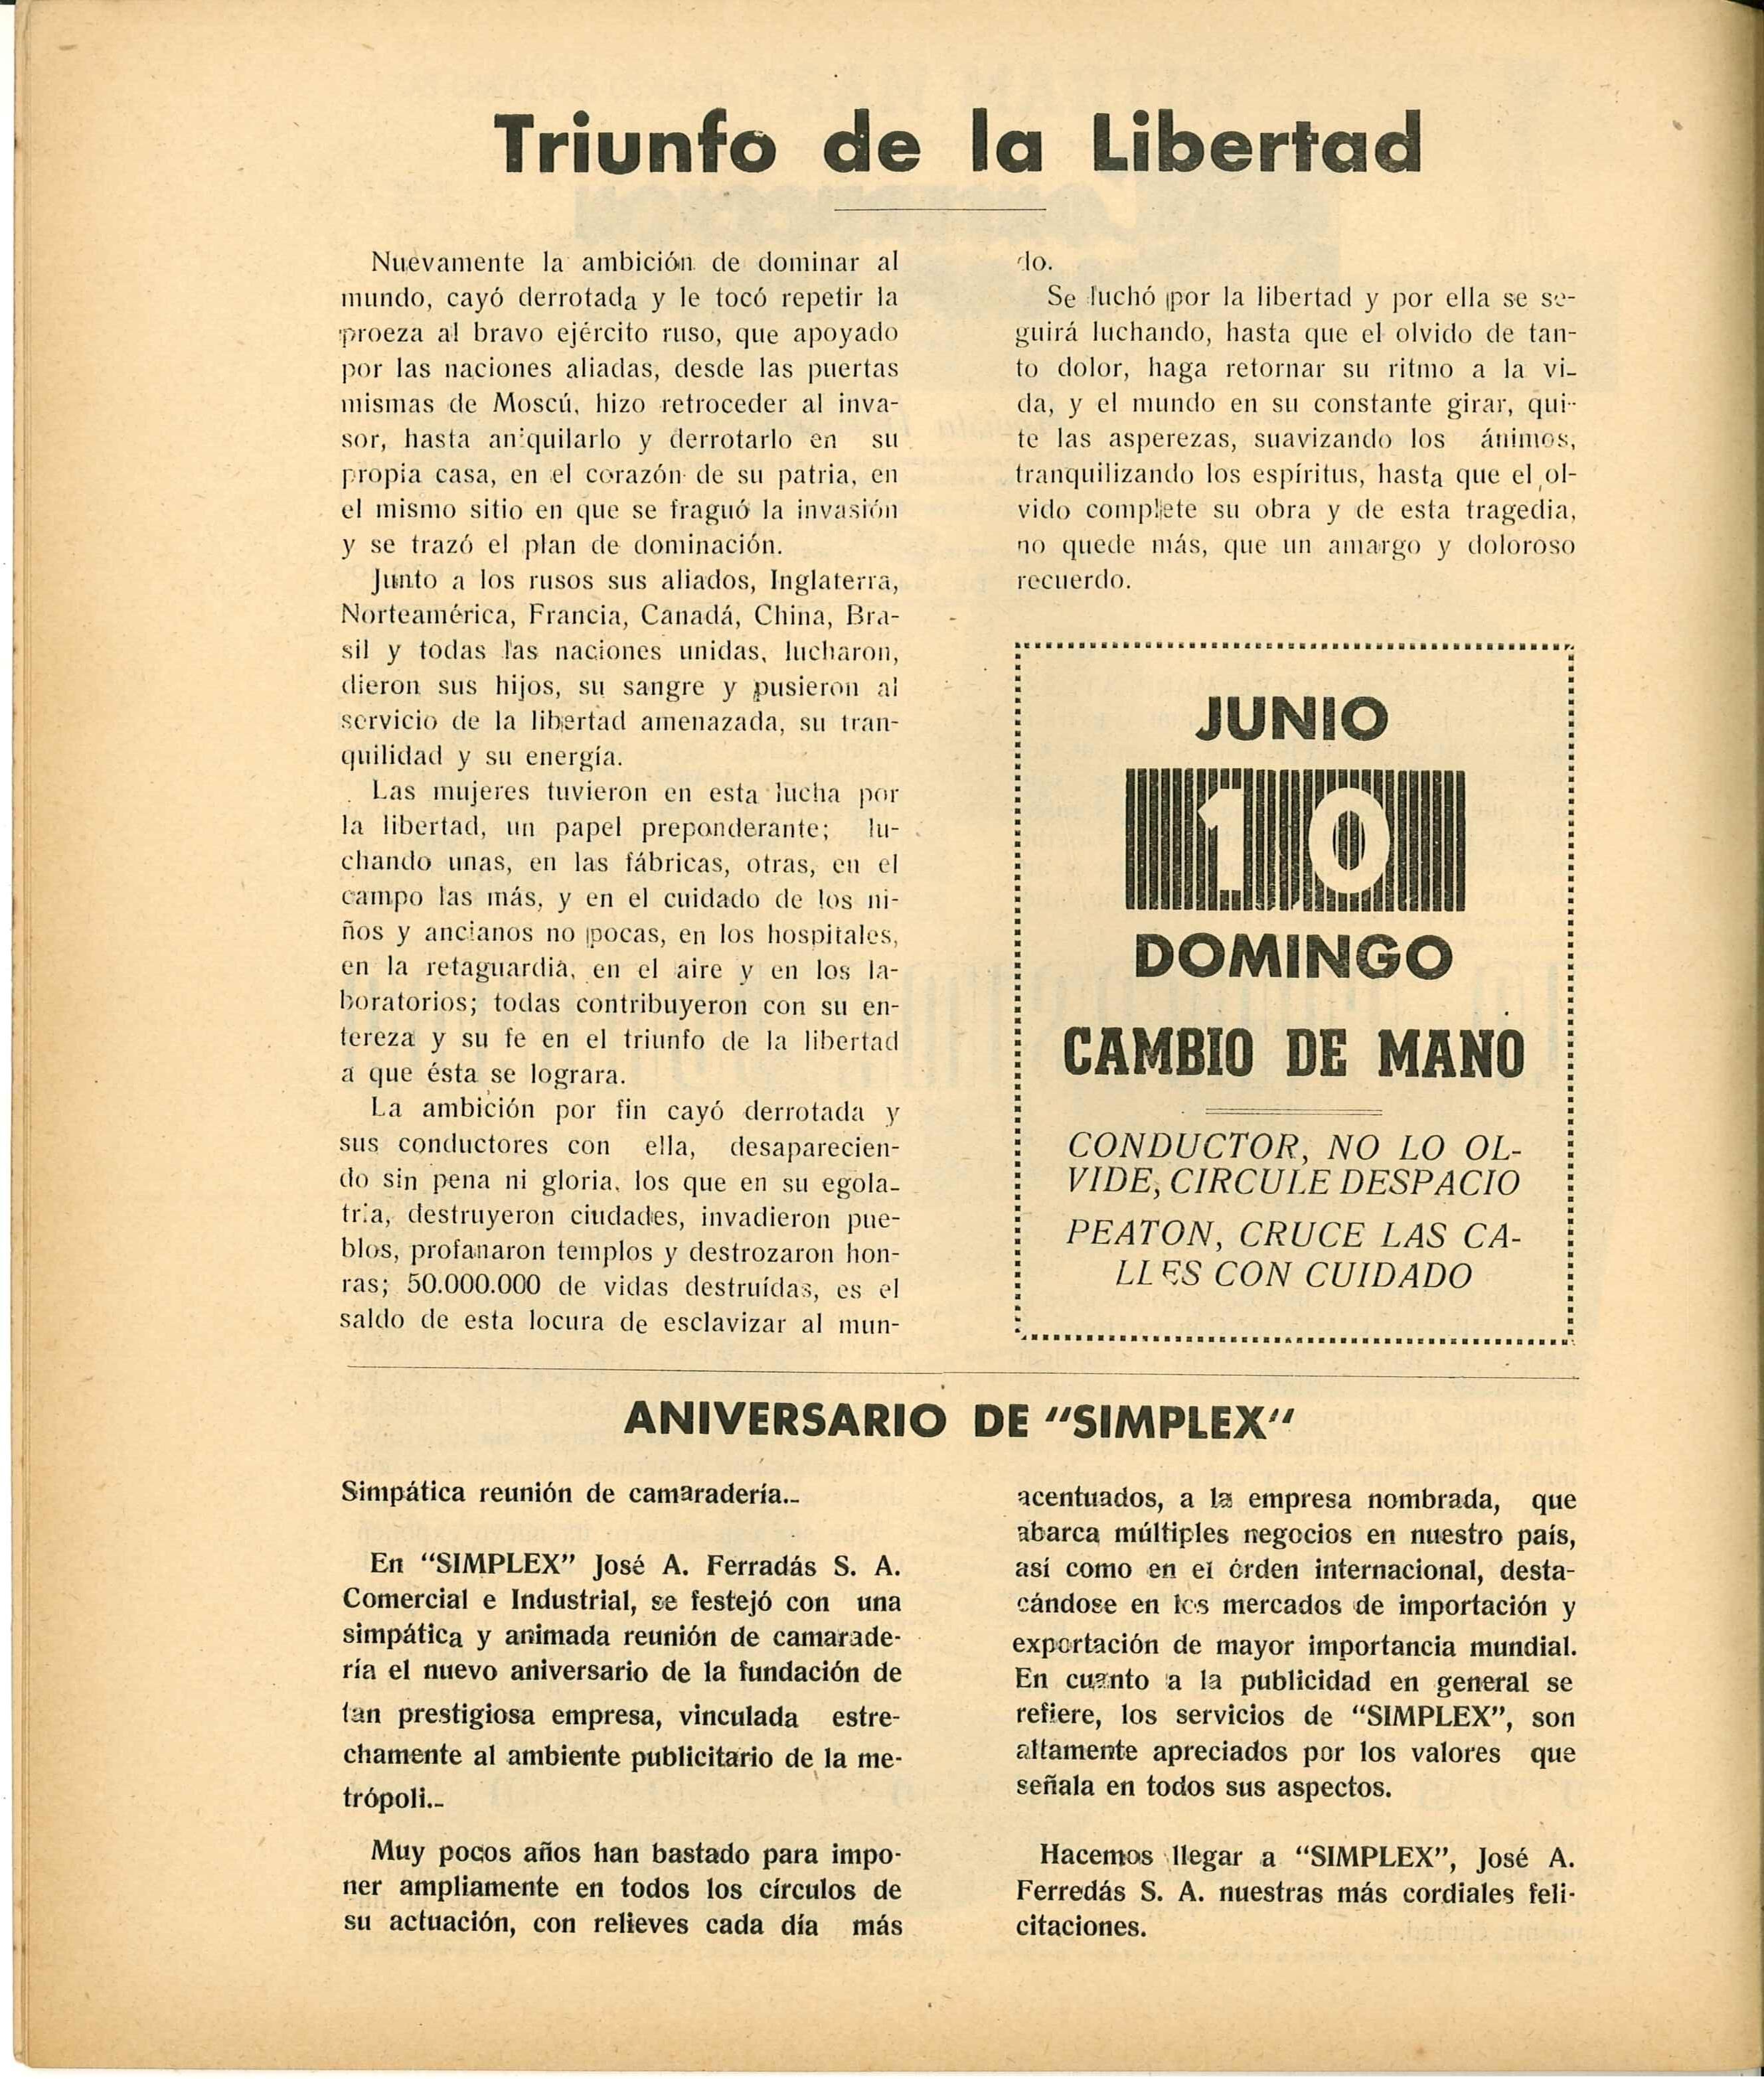 Triunfo de la Libertad
Nuevamente la ambición de dominar al
mundo, cayó derrotada y le tocó repetir la
proeza al bravo ejército ruso, que apoyado
por las naciones aliadas, desde las puertas
mismas de Moscú, hizo retroceder al inva-
sor, hasta aniquilarlo y derrotarlo en su
propia casa, en el corazón de su patria, en
el mismo sitio en que se fraguó la invasión
y se trazó el plan de dominación.
Junto a los rusos sus aliados, Inglaterra,
Norteamérica, Francia, Canadá, China, Bra-
sil y todas las naciones unidas, lucharon,
dieron sus hijos, su sangre y pusieron al
servicio de la libertad amenazada, su tran-
quilidad y su energía.
Las mujeres tuvieron en esta lucha por
la libertad, un papel preponderante; lu-
chando unas, en las fábricas, otras, en el
campo las más, y en el cuidado de los ni-
ños y ancianos no pocas, en los hospitales,
en la retaguardia, en el aire y en los la-
boratorios; todas contribuyeron con su en-
tereza y su fe en el triunfo de la libertad
a que ésta se lograra.
La ambición por fin cayó derrotada y
sus conductores con ella, desaparecien-
do sin pena ni gloria, los que en su egola-
tría, destruyeron ciudades, invadieron pue-
blos, profanaron templos y destrozaron hon-
ras; 50.000.000 de vidas destruídas, es el
saldo de esta locura de esclavizar al mun-
do.
Se luchó por la libertad y por ella se se-
guirá luchando, hasta que el olvido de tan-
to dolor, haga retornar su ritmo a la vi-
da, y el mundo en su constante girar, qui-
te las asperezas, suavizando los ánimos,
tranquilizando los espíritus, hasta que el ol-
vido complete su obra y de esta tragedia,
no quede más, que un amargo y doloroso
recuerdo.
JUNIO
10
DOMINGO
CAMBIO DE MANO
CONDUCTOR, NO LO OL-
VIDE, CIRCULE DESPACIO
PEATON, CRUCE LAS CA-
LLES CON CUIDADO
ANIVERSARIO DE "SIMPLEX"
Simpática reunión de camaradería.-
En "SIMPLEX" José A. Ferradás S. A.
Comercial e Industrial, se festejó con una
simpática y animada reunión de camarade-
ría el nuevo aniversario de la fundación de
tan prestigiosa empresa, vinculada estre-
chamente al ambiente publicitario de la me-
trópoli.-
Muy pocos años han bastado para impo-
ner ampliamente en todos los círculos de
su actuación, con relieves cada día más
acentuados, a la empresa nombrada, que
abarca múltiples negocios en nuestro país,
así como en el órden internacional, desta-
cándose en los mercados de importación y
exportación de mayor importancia mundial.
En cuanto a la publicidad en general se
refiere, los servicios de "SIMPLEX", son
altamente apreciados por los valores que
señala en todos sus aspectos.
Hacemos llegar a "SIMPLEX", José A.
Ferredás S. A. nuestras más cordiales feli-
citaciones.